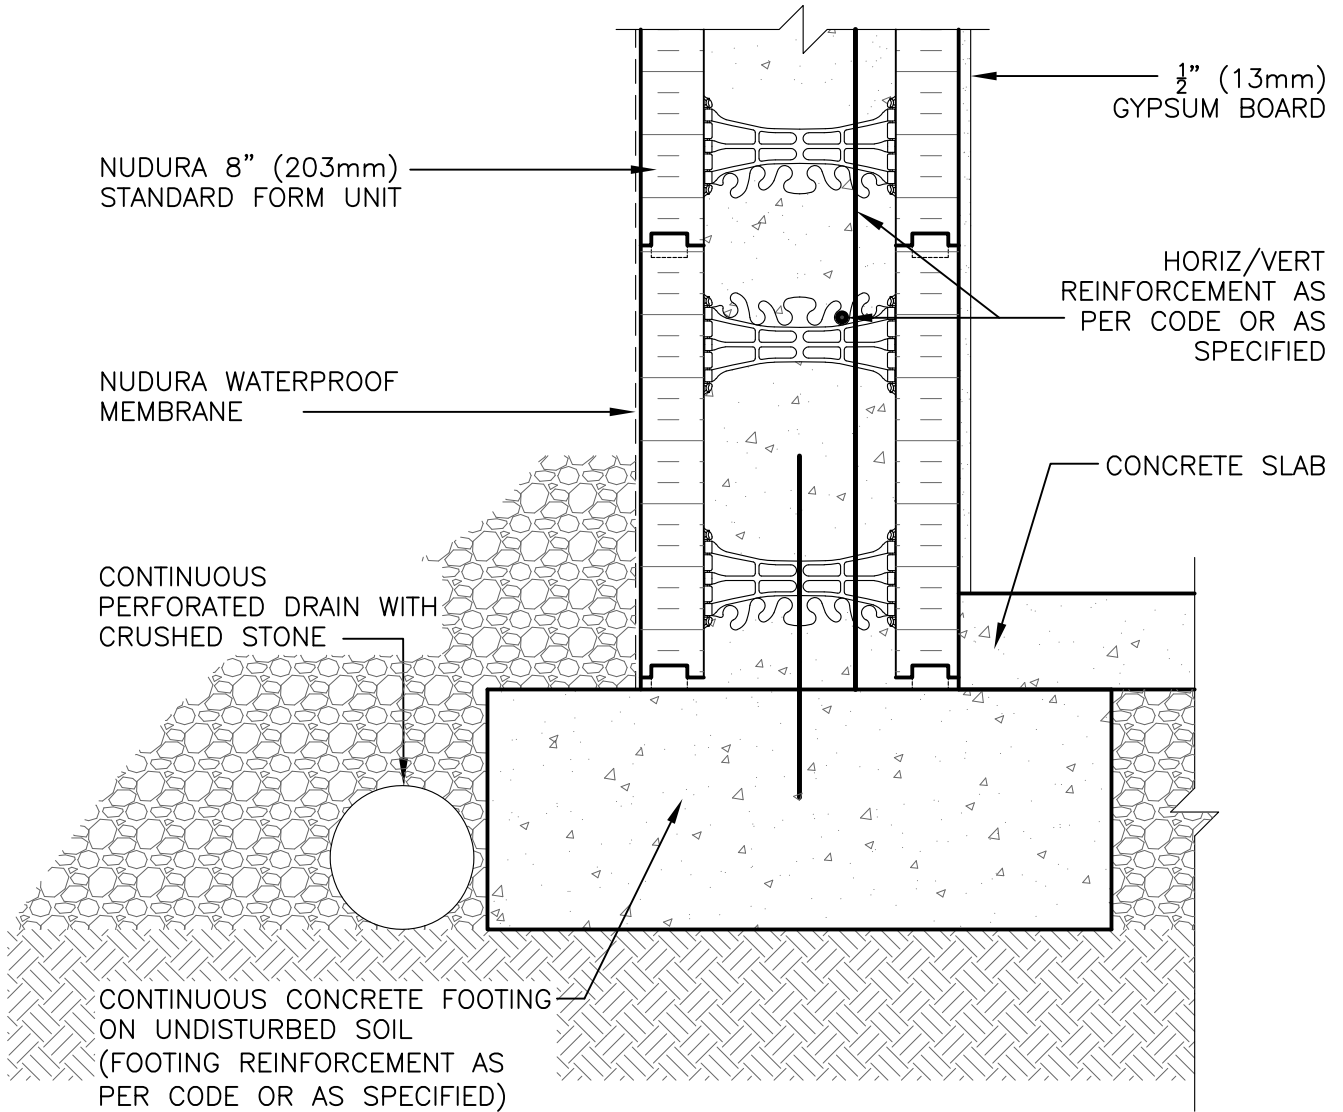 ½" (13mm)
GYPSUM BOARD
NUDURA 8" (203mm)
STANDARD FORM UNIT
HORIZ/VERT
REINFORCEMENT AS
PER CODE OR AS
SPECIFIED
NUDURA WATERPROOF
MEMBRANE
CONCRETE SLAB
CONTINUOUS
PERFORATED DRAIN WITH
CRUSHED STONE
CONTINUOUS CONCRETE FOOTING
ON UNDISTURBED SOIL
(FOOTING REINFORCEMENT AS
PER CODE OR AS SPECIFIED)